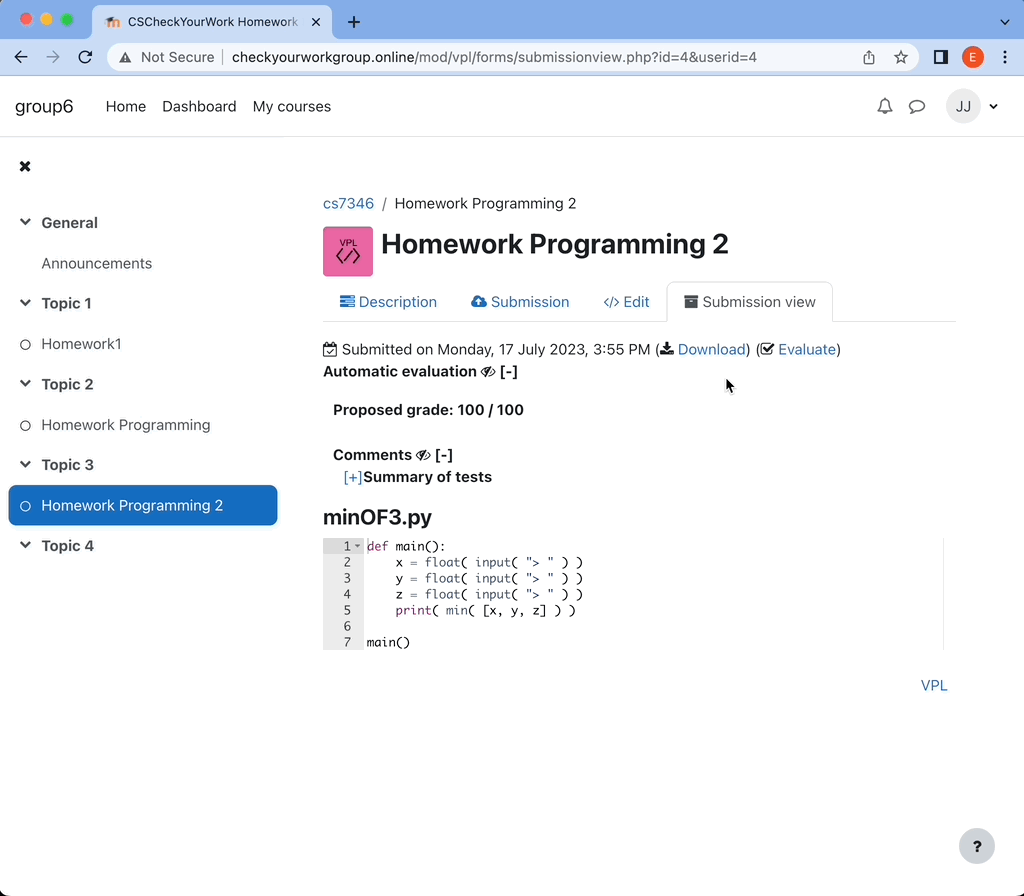 CSCheckYourWork Homework
Not Secure | checkyourworkgroup.online/mod/vpl/forms/submissionview.php?id=4&userid=4
E
group6 Home Dashboard My courses
JJ
General
Announcements
Topic 1
Homework1
Topic 2
Homework Programming
Topic 3
Homework Programming 2
Topic 4
cs7346 / Homework Programming 2
VPL
</>
Homework Programming 2
Description
Submission
</> Edit
Submission view
Submitted on Monday, 17 July 2023, 3:55 PM (Download) (Evaluate)
Automatic evaluation [-]
Proposed grade: 100 / 100
Comments [-]
[+]Summary of tests
minOF3.py
1 def main():
2     x = float( input( "> " ) )
3     y = float( input( "> " ) )
4     z = float( input( "> " ) )
5     print( min( [x, y, z] ) )
6
7 main()
VPL
?